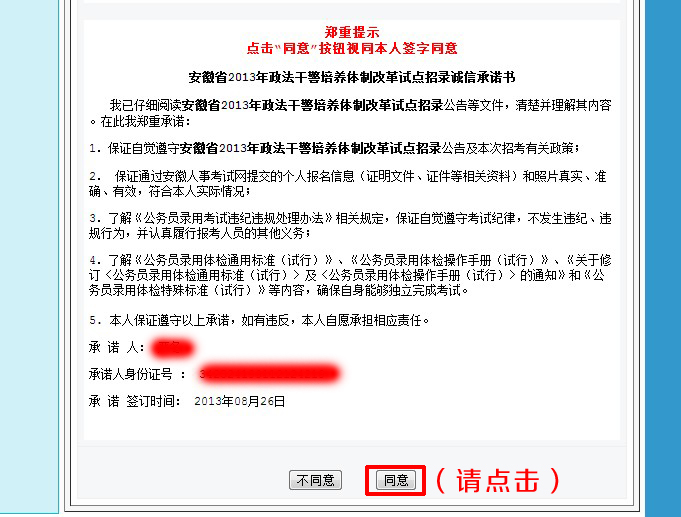 郑重提示
点击“同意”按钮视同本人签字同意
安徽省2013年政法干警培养体制改革试点招录诚信承诺书
我已仔细阅读安徽省2013年政法干警培养体制改革试点招录公告等文件，清楚并理解其内容
。在此我郑重承诺：
1．保证自觉遵守安徽省2013年政法干警培养体制改革试点招录公告及本次招考有关政策；
2． 保证通过安徽人事考试网提交的个人报名信息（证明文件、证件等相关资料）和照片真实、准
确、有效，符合本人实际情况；
3．了解《公务员录用考试违纪违规处理办法》相关规定，保证自觉遵守考试纪律，不发生违纪、违
规行为，并认真履行报考人员的其他义务；
4．了解《公务员录用体检通用标准（试行）》、《公务员录用体检操作手册（试行）》、《关于修
订〈公务员录用体检通用标准（试行）〉及〈公务员录用体检操作手册（试行）〉的通知》和《公
务员录用体检特殊标准（试行）》等内容，确保自身能够独立完成考试。
5．本人保证遵守以上承诺，如有违反，本人自愿承担相应责任。
承 诺 人：
承诺人身份证号 ：
承 诺 签订时间： 2013年08月26日
不同意 同意 （请点击）